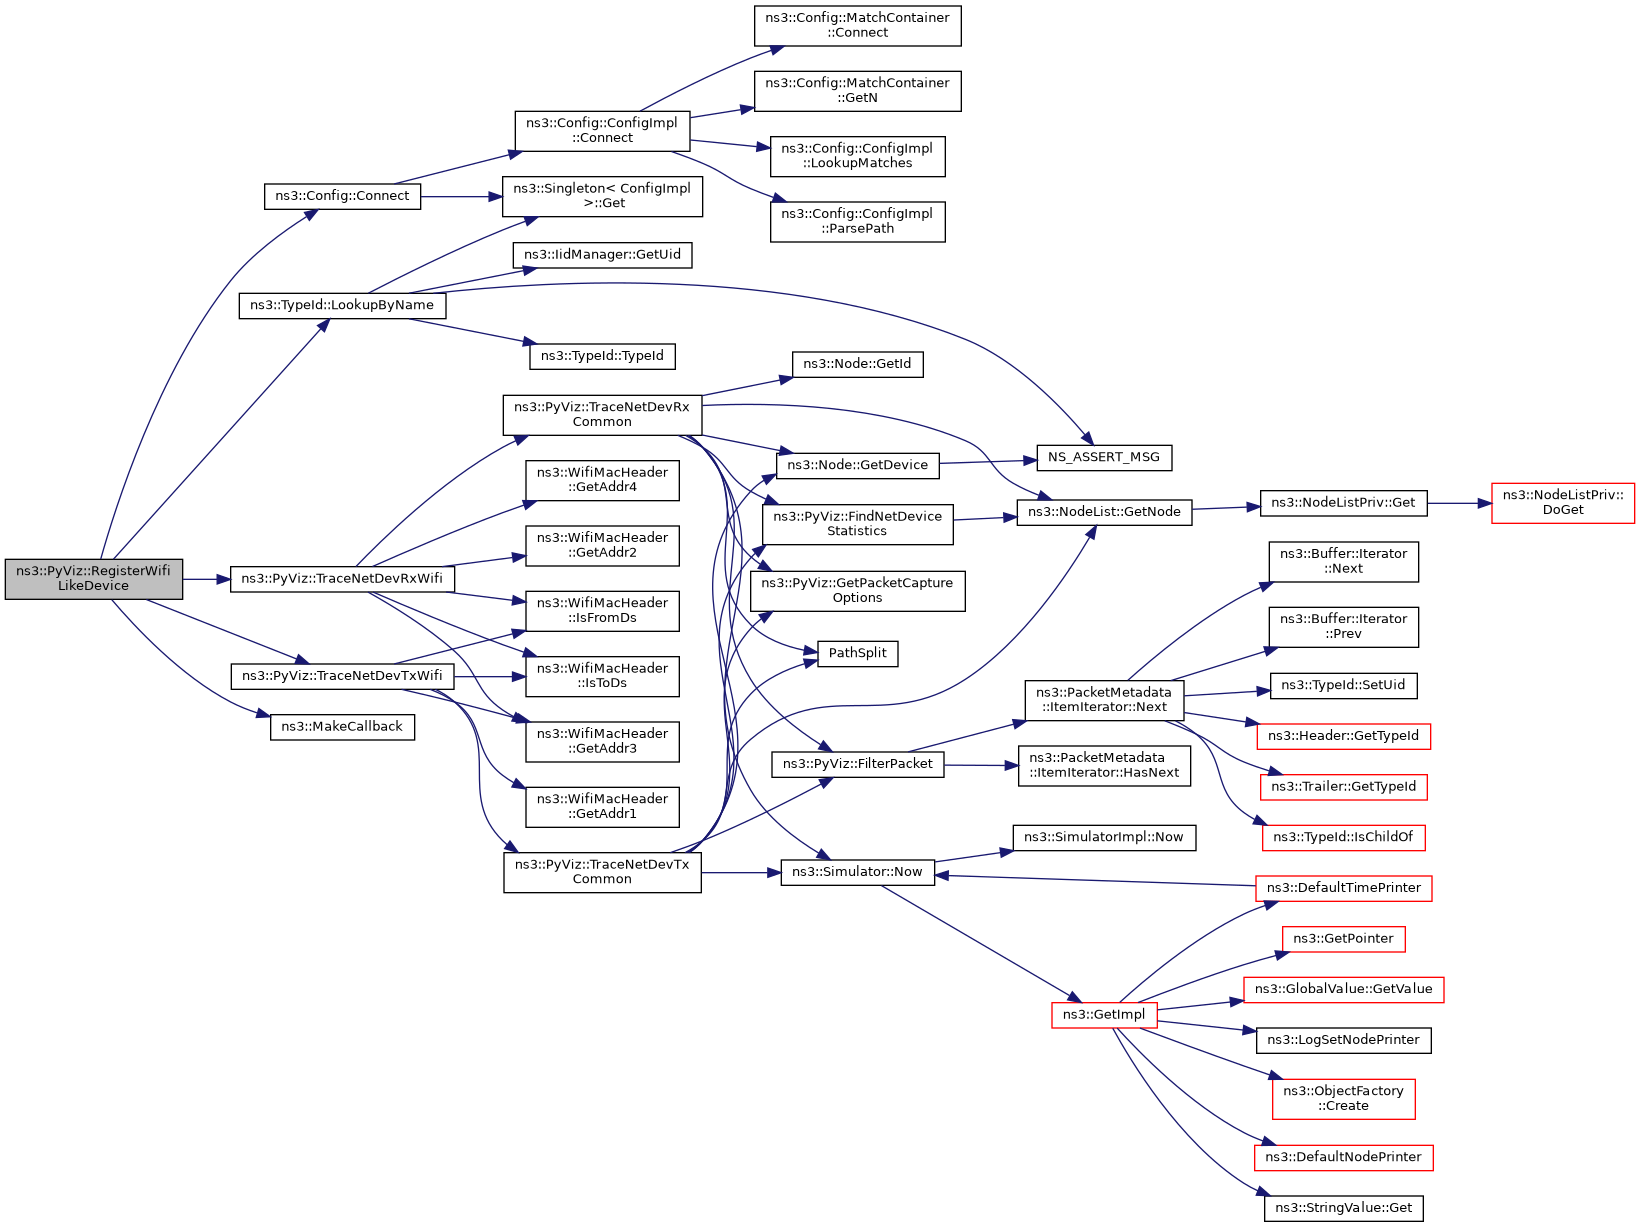 ns3::Config::MatchContainer
::Connect
ns3::Config::MatchContainer
::GetN
ns3::Config::ConfigImpl
::Connect
ns3::Config::ConfigImpl
::LookupMatches
ns3::Config::Connect
ns3::Singleton< ConfigImpl
>::Get
ns3::Config::ConfigImpl
::ParsePath
ns3::IidManager::GetUid
ns3::TypeId::LookupByName
ns3::TypeId::TypeId
ns3::Node::GetId
ns3::PyViz::TraceNetDevRx
Common
ns3::Node::GetDevice
NS_ASSERT_MSG
ns3::WifiMacHeader
::GetAddr4
ns3::PyViz::FindNetDevice
Statistics
ns3::NodeList::GetNode
ns3::NodeListPriv::Get
ns3::NodeListPriv::
DoGet
ns3::WifiMacHeader
::GetAddr2
ns3::Buffer::Iterator
::Next
ns3::PyViz::RegisterWifi
LikeDevice
ns3::PyViz::TraceNetDevRxWifi
ns3::PyViz::GetPacketCapture
Options
ns3::WifiMacHeader
::IsFromDs
ns3::Buffer::Iterator
::Prev
PathSplit
ns3::PyViz::TraceNetDevTxWifi
ns3::WifiMacHeader
::IsToDs
ns3::PacketMetadata
::ItemIterator::Next
ns3::TypeId::SetUid
ns3::MakeCallback
ns3::WifiMacHeader
::GetAddr3
ns3::Header::GetTypeId
ns3::PyViz::FilterPacket
ns3::PacketMetadata
::ItemIterator::HasNext
ns3::Trailer::GetTypeId
ns3::WifiMacHeader
::GetAddr1
ns3::SimulatorImpl::Now
ns3::TypeId::IsChildOf
ns3::PyViz::TraceNetDevTx
Common
ns3::Simulator::Now
ns3::DefaultTimePrinter
ns3::GetPointer
ns3::GlobalValue::GetValue
ns3::GetImpl
ns3::LogSetNodePrinter
ns3::ObjectFactory
::Create
ns3::DefaultNodePrinter
ns3::StringValue::Get